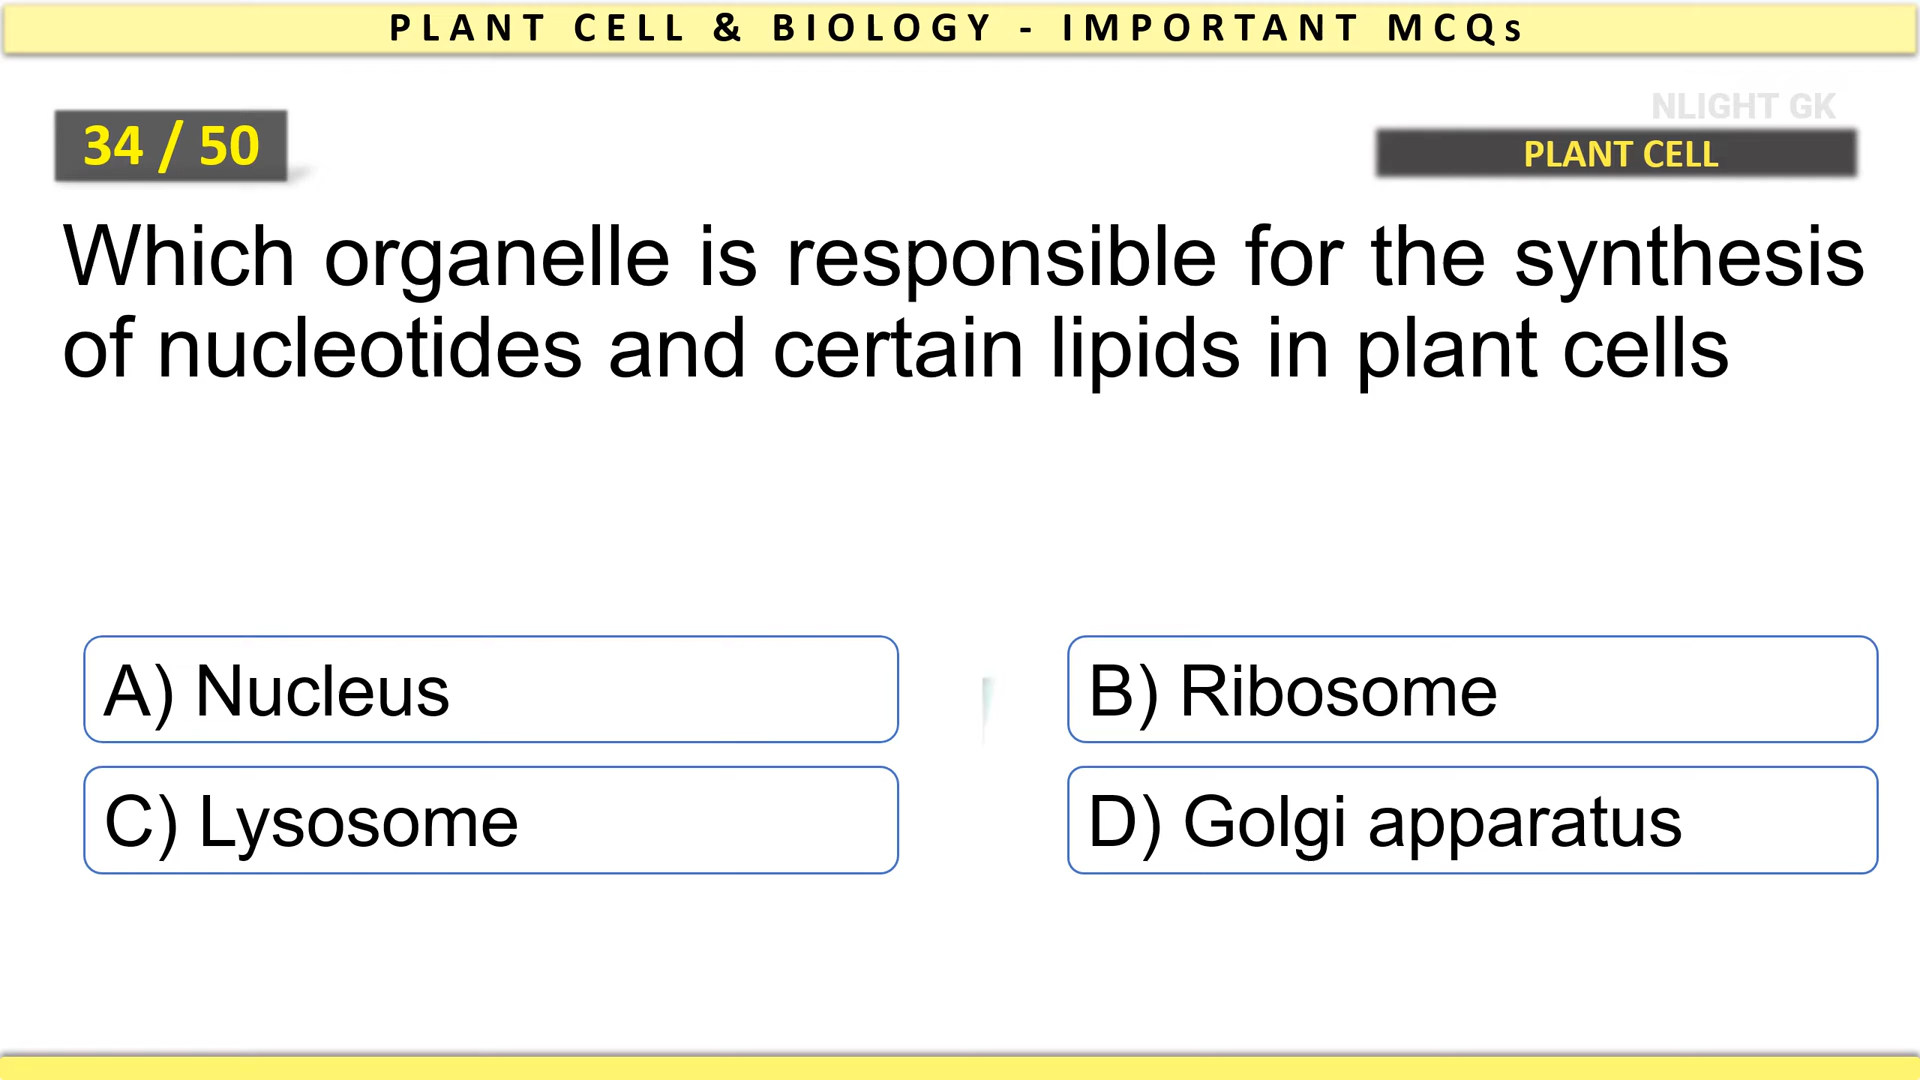 PLANT CELL & BIOLOGY - IMPORTANT MCQs
NLIGHT GK
34 / 50
PLANT CELL
Which organelle is responsible for the synthesis
of nucleotides and certain lipids in plant cells
A) Nucleus
B) Ribosome
C) Lysosome
D) Golgi apparatus